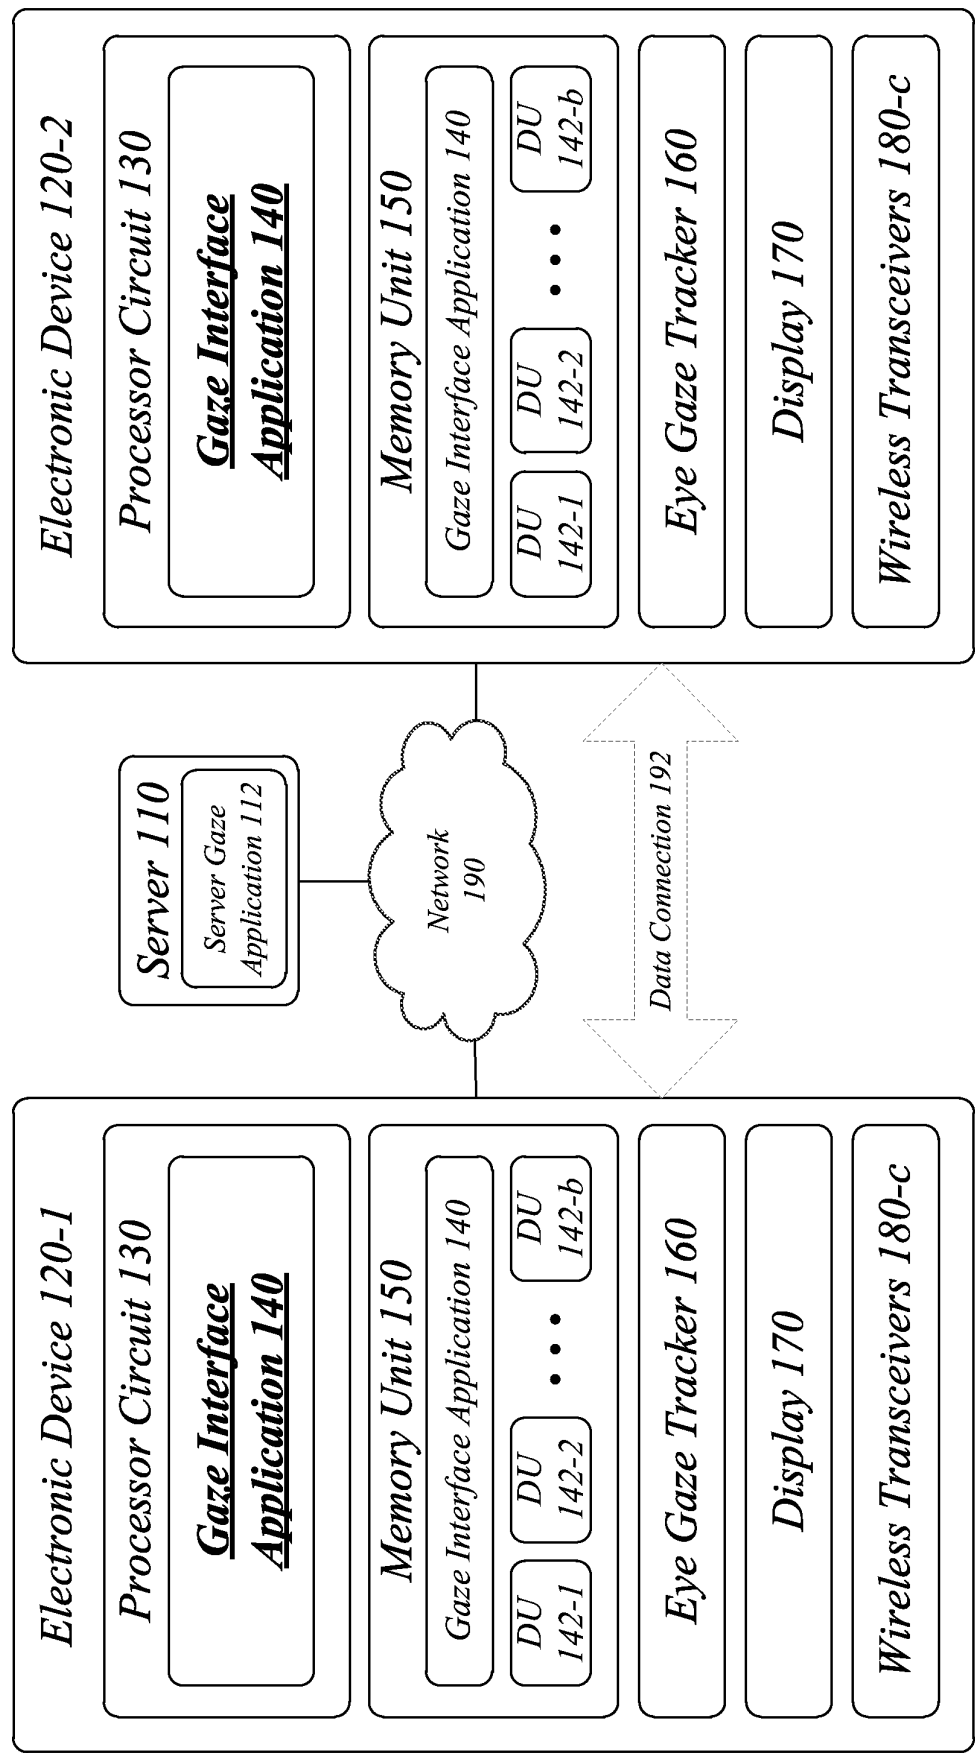 Electronic Device 120-1
Processor Circuit 130
Gaze Interface
Application 140
Memory Unit 150
Gaze Interface Application 140
DU
142-1
DU
142-2
DU
142-b
Eye Gaze Tracker 160
Display 170
Wireless Transceivers 180-c
Server 110
Server Gaze
Application 112
Network
190
Data Connection 192
Electronic Device 120-2
Processor Circuit 130
Gaze Interface
Application 140
Memory Unit 150
Gaze Interface Application 140
DU
142-1
DU
142-2
DU
142-b
Eye Gaze Tracker 160
Display 170
Wireless Transceivers 180-c